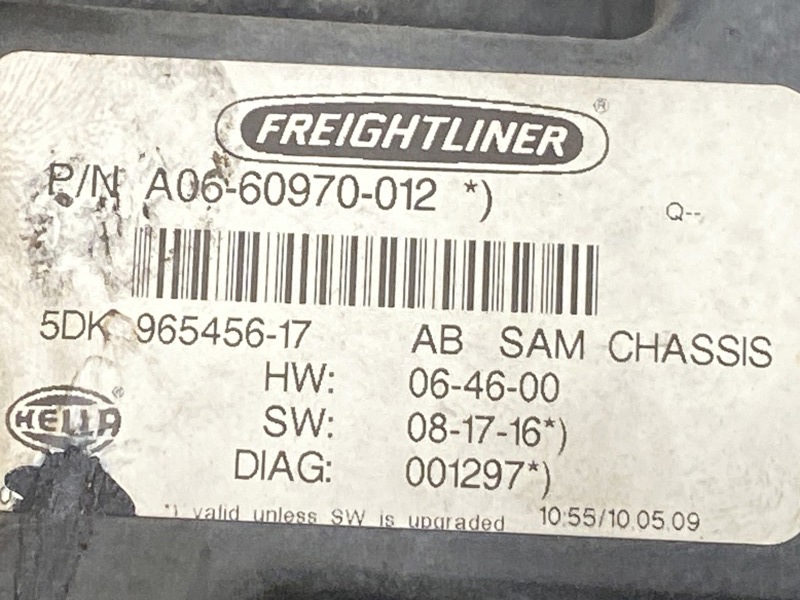 FREIGHTLINER®
P/N A06-60970-012 *)
Q--
5DK 965456-17 AB SAM CHASSIS
HW: 06-46-00
HELLA®
SW: 08-17-16*)
DIAG: 001297*)
*) valid unless SW is upgraded 10:55/10.05.09